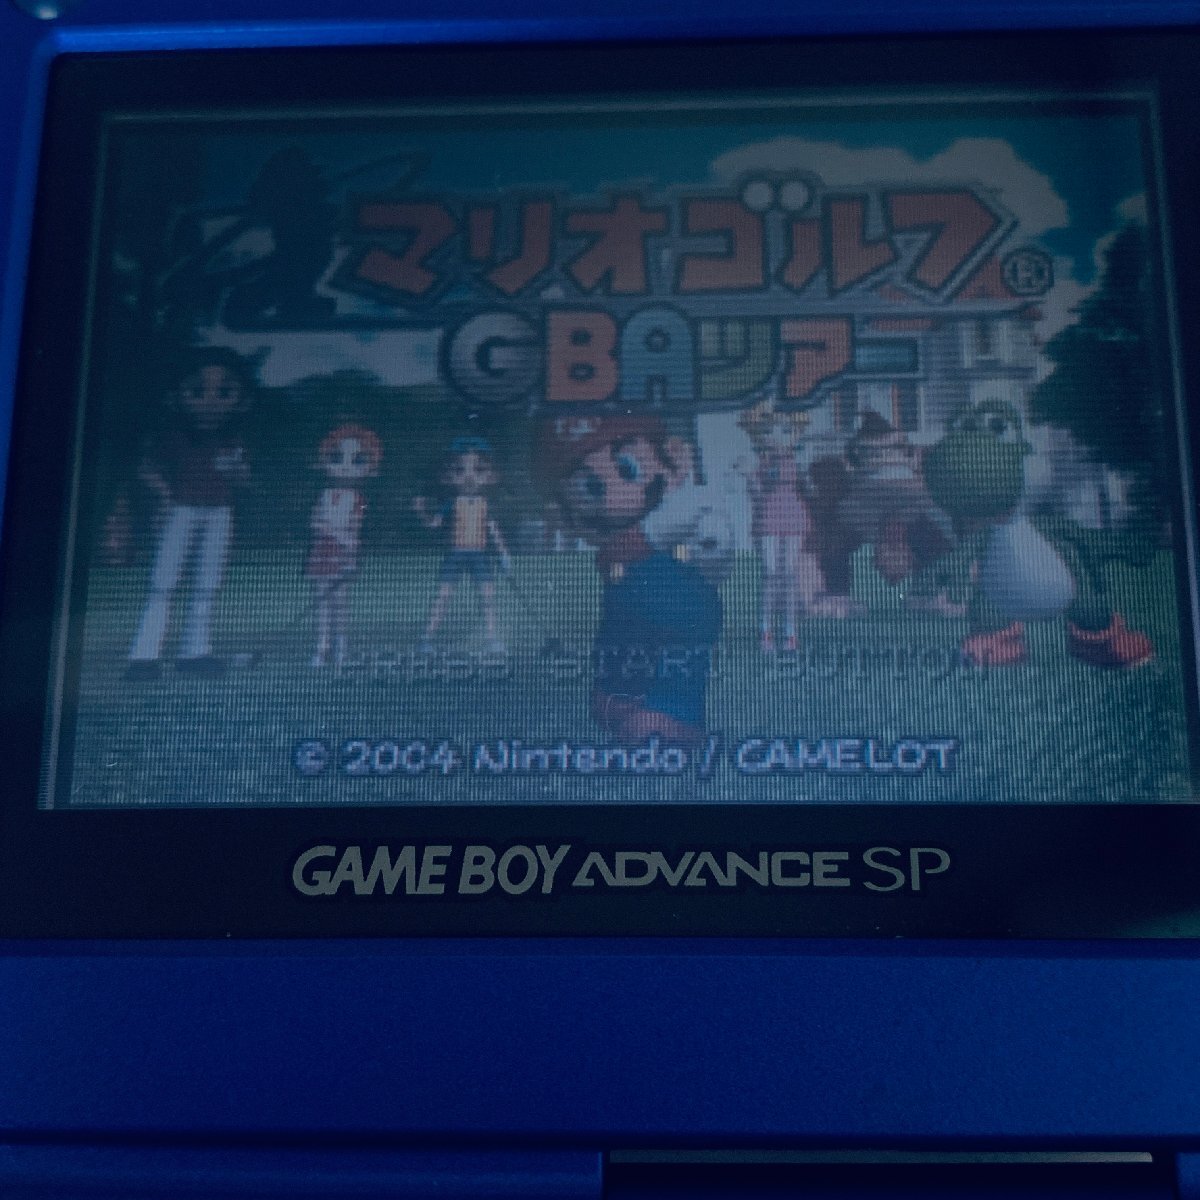 マリオゴルフ®
GBAツアー
PRESS START BUTTON
© 2004 Nintendo / CAMELOT
GAME BOY ADVANCE SP